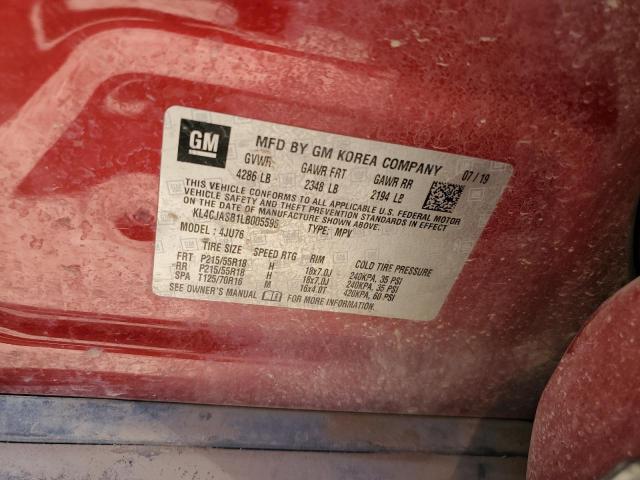 GM
MFD BY GM KOREA COMPANY 07/19
GVWR GAWR FRT GAWR RR
4286 LB 2348 LB 2194 LB
THIS VEHICLE CONFORMS TO ALL APPLICABLE U.S. FEDERAL MOTOR
VEHICLE SAFETY AND THEFT PREVENTION STANDARDS IN EFFECT
ON THE DATE OF MANUFACTURE SHOWN ABOVE.
KL4CJASB1LB005596 TYPE: MPV
MODEL: 4JU76
TIRE SIZE SPEED RTG RIM COLD TIRE PRESSURE
FRT P215/55R18 H 18x7.0J 240KPA, 35 PSI
RR P215/55R18 H 18x7.0J 240KPA, 35 PSI
SPA T125/70R16 M 16x4.0T 420KPA, 60 PSI
SEE OWNER'S MANUAL FOR MORE INFORMATION.